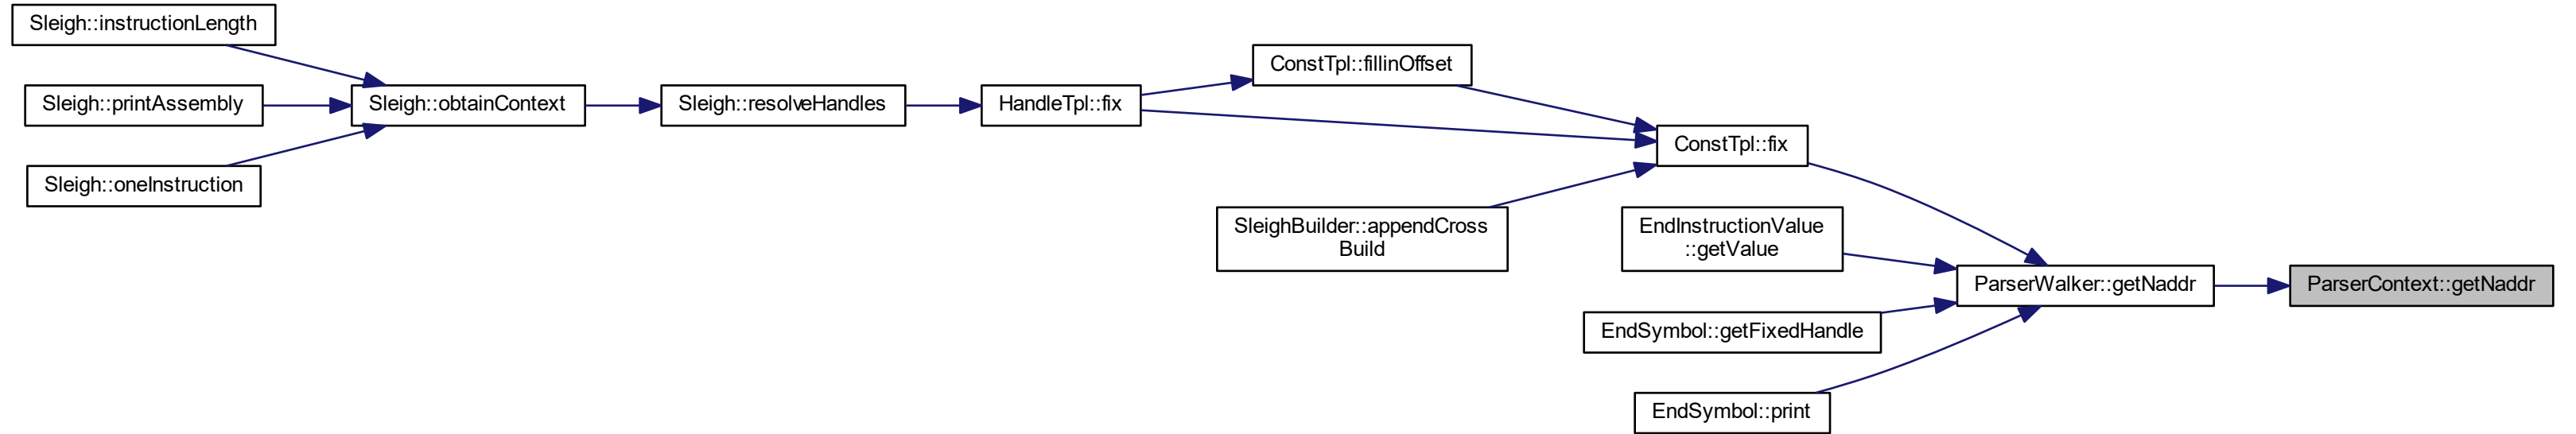 Sleigh::instructionLength
Sleigh::printAssembly
Sleigh::oneInstruction
Sleigh::obtainContext
Sleigh::resolveHandles
HandleTpl::fix
ConstTpl::fillinOffset
SleighBuilder::appendCross
Build
ConstTpl::fix
EndInstructionValue
::getValue
EndSymbol::getFixedHandle
EndSymbol::print
ParserWalker::getNaddr
ParserContext::getNaddr